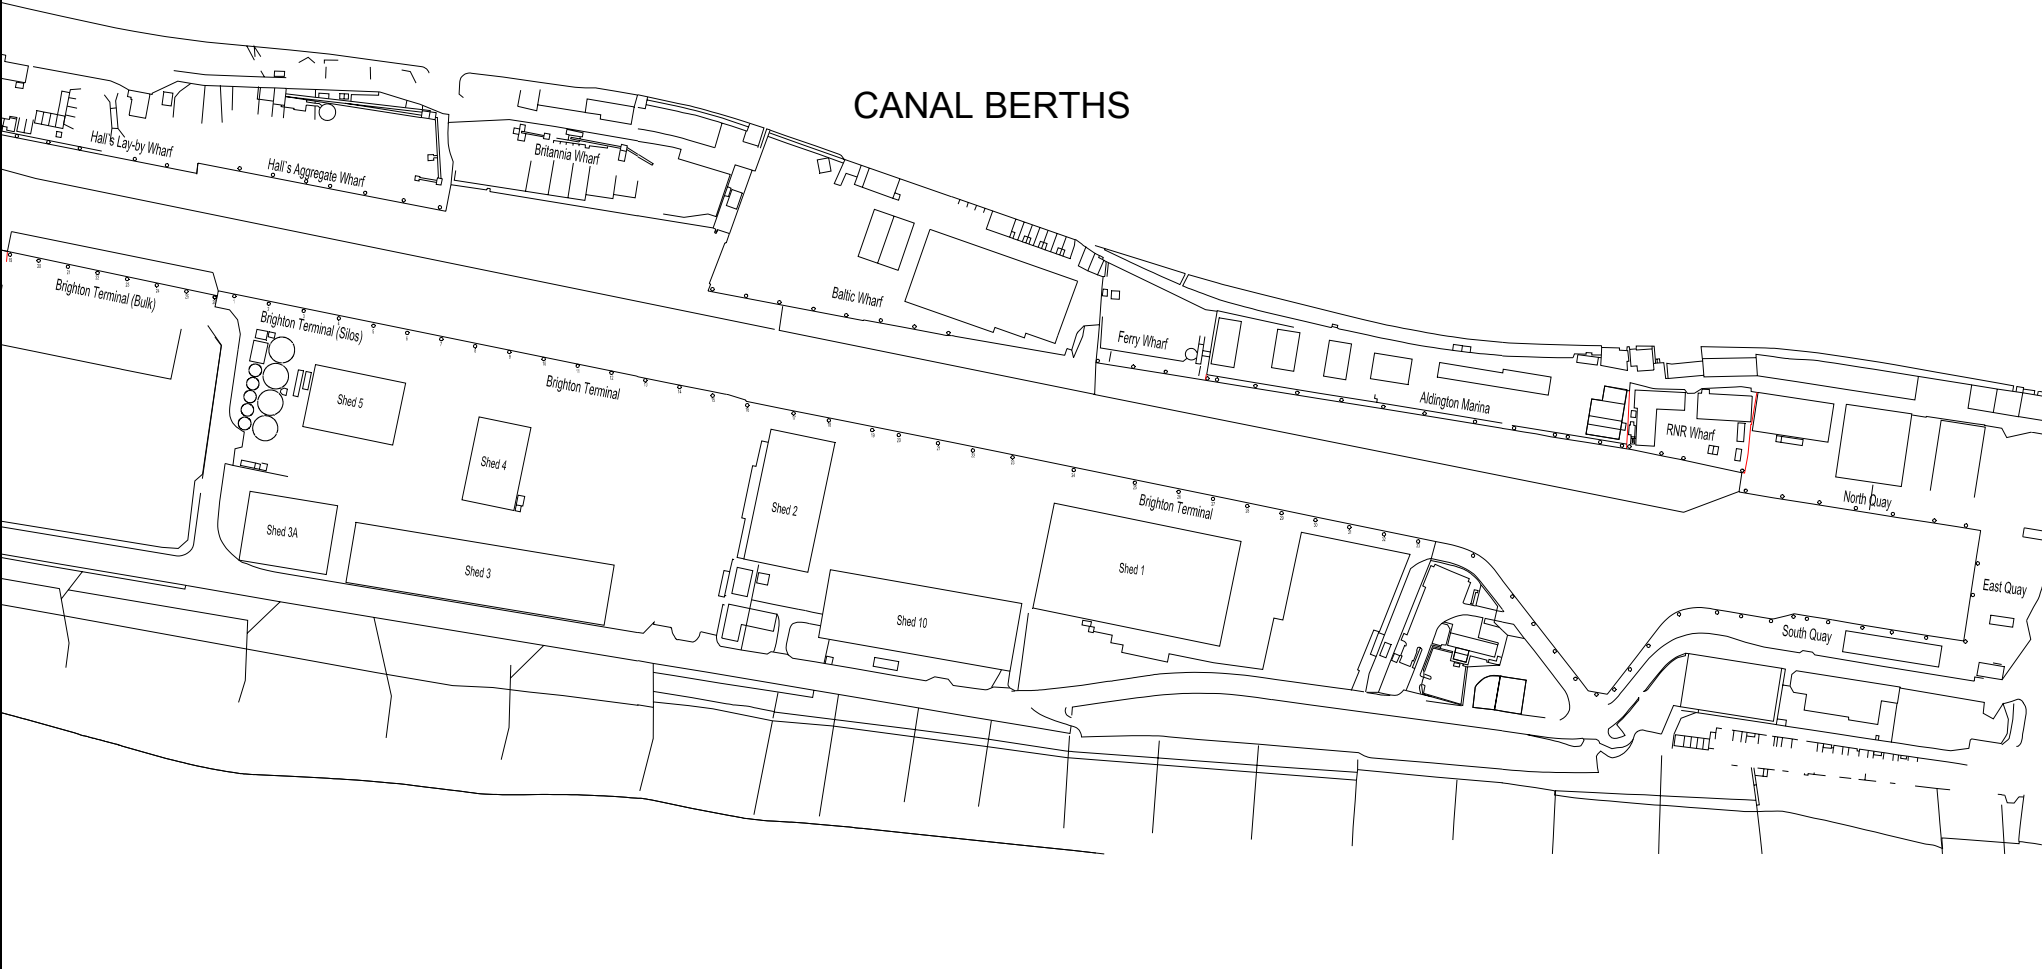 CANAL BERTHS
Hall's Lay-by Wharf
Hall's Aggregate Wharf
Britannia Wharf
Baltic Wharf
Ferry Wharf
Aldington Marina
RNR Wharf
North Quay
East Quay
South Quay
Brighton Terminal (Bulk)
Brighton Terminal (Silos)
Brighton Terminal
Brighton Terminal
Shed 5
Shed 4
Shed 2
Shed 3A
Shed 3
Shed 1
Shed 10